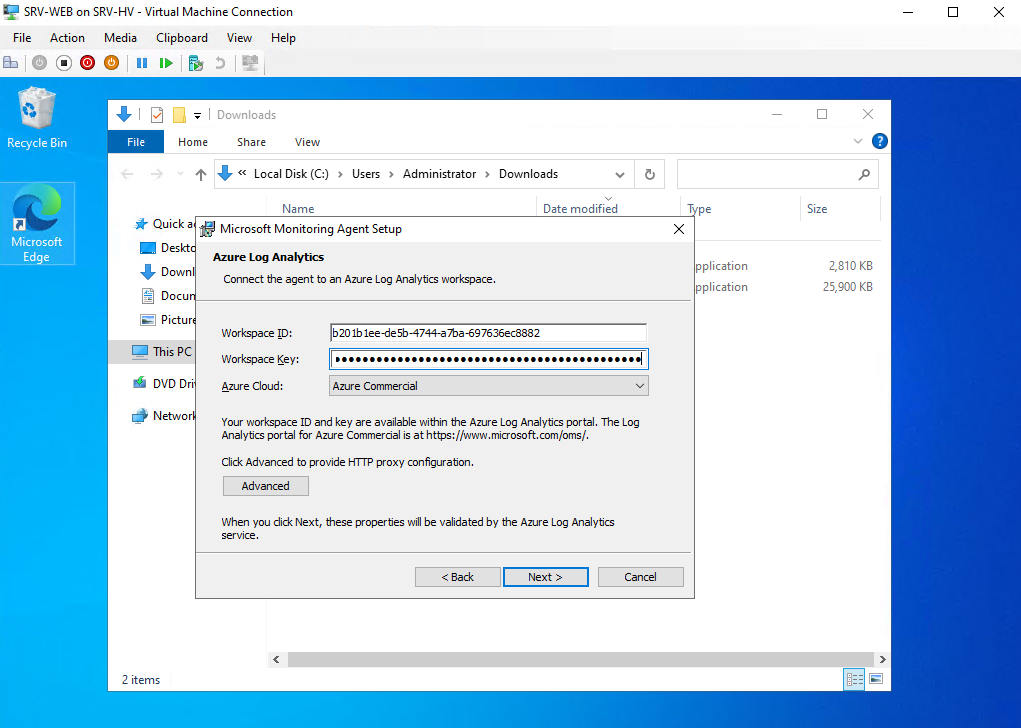 SRV-WEB on SRV-HV - Virtual Machine Connection
File Action Media Clipboard View Help
Recycle Bin
Microsoft
Edge
Downloads
File Home Share View
« Local Disk (C:) › Users › Administrator › Downloads
Name Date modified Type Size
Quick a
Deskto
Downl
Docum
Picture
This PC
DVD Driv
Network
pplication 2,810 KB
pplication 25,900 KB
Microsoft Monitoring Agent Setup
Azure Log Analytics
Connect the agent to an Azure Log Analytics workspace.
Workspace ID: b201b1ee-de5b-4744-a7ba-697636ec8882
Workspace Key:
Azure Cloud: Azure Commercial
Your workspace ID and key are available within the Azure Log Analytics portal. The Log
Analytics portal for Azure Commercial is at https://www.microsoft.com/oms/.
Click Advanced to provide HTTP proxy configuration.
Advanced
When you click Next, these properties will be validated by the Azure Log Analytics
service.
< Back Next > Cancel
2 items